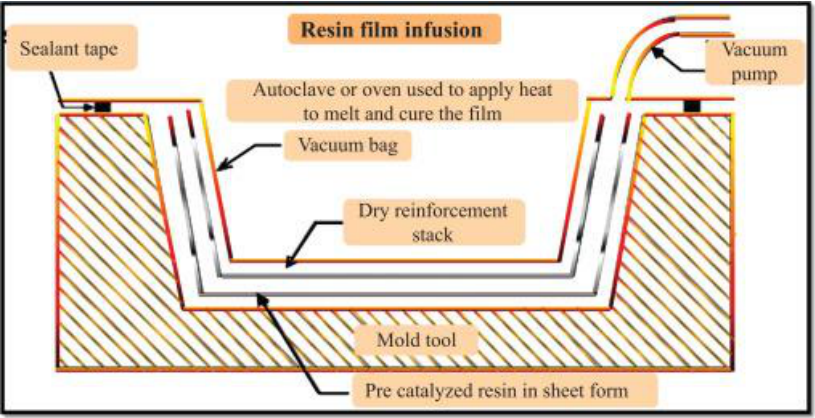 Resin film infusion
Sealant tape
Vacuum
pump
Autoclave or oven used to apply heat
to melt and cure the film
Vacuum bag
Dry reinforcement
stack
Mold tool
Pre catalyzed resin in sheet form